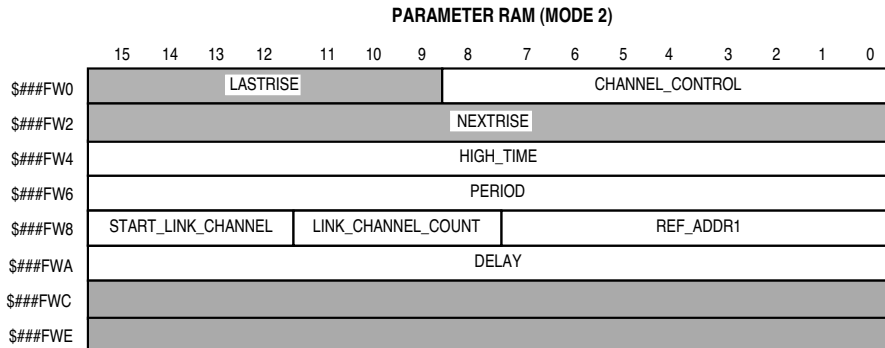 PARAMETER RAM (MODE 2)
15 14 13 12 11 10 9 8 7 6 5 4 3 2 1 0
$###FW0 LASTRISE CHANNEL_CONTROL
$###FW2 NEXTRISE
$###FW4 HIGH_TIME
$###FW6 PERIOD
$###FW8 START_LINK_CHANNEL LINK_CHANNEL_COUNT REF_ADDR1
$###FWA DELAY
$###FWC
$###FWE